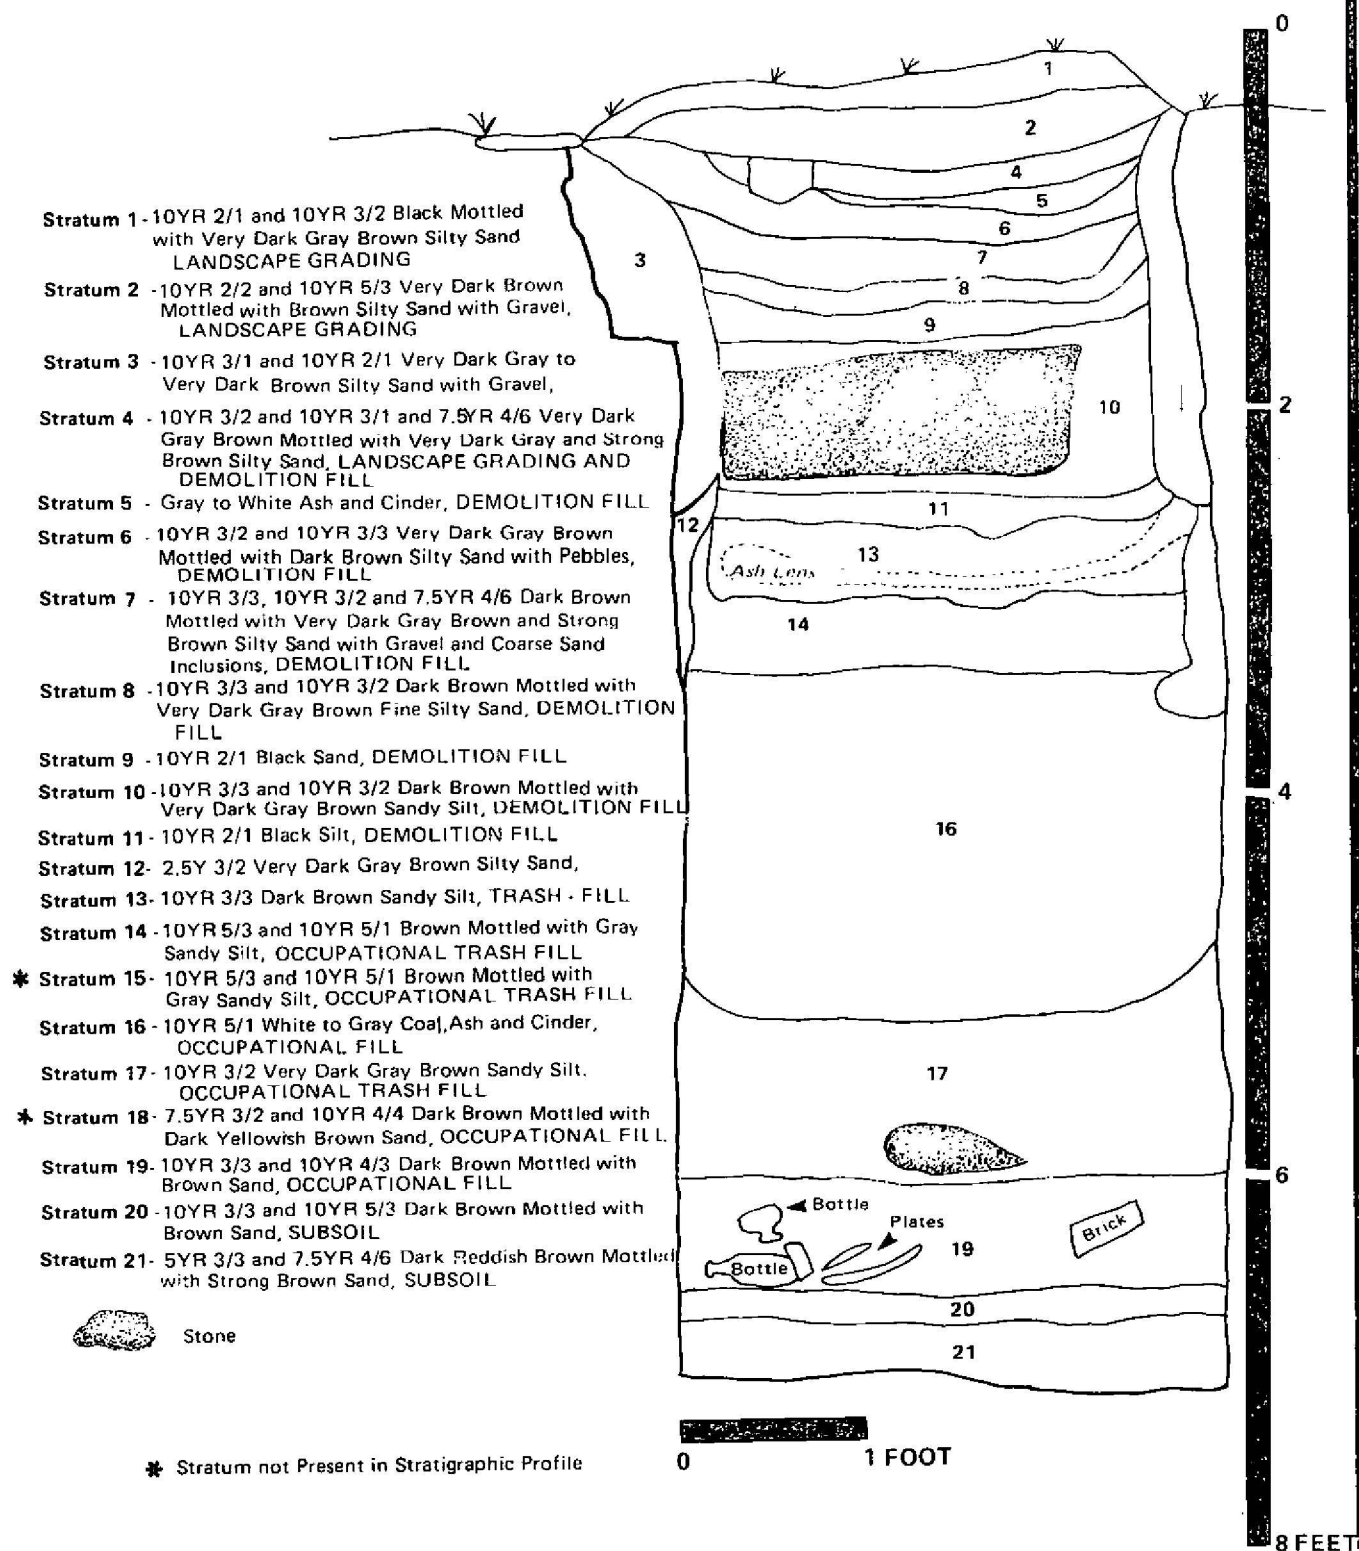 Stratum 1 - 10YR 2/1 and 10YR 3/2 Black Mottled
with Very Dark Gray Brown Silty Sand
LANDSCAPE GRADING
Stratum 2 - 10YR 2/2 and 10YR 5/3 Very Dark Brown
Mottled with Brown Silty Sand with Gravel,
LANDSCAPE GRADING
Stratum 3 - 10YR 3/1 and 10YR 2/1 Very Dark Gray to
Very Dark Brown Silty Sand with Gravel,
Stratum 4 - 10YR 3/2 and 10YR 3/1 and 7.5YR 4/6 Very Dark
Gray Brown Mottled with Very Dark Gray and Strong
Brown Silty Sand, LANDSCAPE GRADING AND
DEMOLITION FILL
Stratum 5 - Gray to White Ash and Cinder, DEMOLITION FILL
Stratum 6 - 10YR 3/2 and 10YR 3/3 Very Dark Gray Brown
Mottled with Dark Brown Silty Sand with Pebbles,
DEMOLITION FILL
Stratum 7 - 10YR 3/3, 10YR 3/2 and 7.5YR 4/6 Dark Brown
Mottled with Very Dark Gray Brown and Strong
Brown Silty Sand with Gravel and Coarse Sand
Inclusions, DEMOLITION FILL
Stratum 8 - 10YR 3/3 and 10YR 3/2 Dark Brown Mottled with
Very Dark Gray Brown Fine Silty Sand, DEMOLITION
FILL
Stratum 9 - 10YR 2/1 Black Sand, DEMOLITION FILL
Stratum 10 - 10YR 3/3 and 10YR 3/2 Dark Brown Mottled with
Very Dark Gray Brown Sandy Silt, DEMOLITION FILL
Stratum 11 - 10YR 2/1 Black Silt, DEMOLITION FILL
Stratum 12- 2.5Y 3/2 Very Dark Gray Brown Silty Sand,
Stratum 13- 10YR 3/3 Dark Brown Sandy Silt, TRASH - FILL
Stratum 14 - 10YR 5/3 and 10YR 5/1 Brown Mottled with Gray
Sandy Silt, OCCUPATIONAL TRASH FILL
* Stratum 15- 10YR 5/3 and 10YR 5/1 Brown Mottled with
Gray Sandy Silt, OCCUPATIONAL TRASH FILL
Stratum 16 - 10YR 5/1 White to Gray Coal, Ash and Cinder,
OCCUPATIONAL FILL
Stratum 17- 10YR 3/2 Very Dark Gray Brown Sandy Silt.
OCCUPATIONAL TRASH FILL
* Stratum 18- 7.5YR 3/2 and 10YR 4/4 Dark Brown Mottled with
Dark Yellowish Brown Sand, OCCUPATIONAL FILL
Stratum 19- 10YR 3/3 and 10YR 4/3 Dark Brown Mottled with
Brown Sand, OCCUPATIONAL FILL
Stratum 20 - 10YR 3/3 and 10YR 5/3 Dark Brown Mottled with
Brown Sand, SUBSOIL
Stratum 21- 5YR 3/3 and 7.5YR 4/6 Dark Reddish Brown Mottled
with Strong Brown Sand, SUBSOIL
Stone
* Stratum not Present in Stratigraphic Profile
1
2
4
5
6
3
7
8
9
10
11
12
13
Ash Lens
14
16
17
Bottle
Plates
Brick
19
Bottle
20
21
0 1 FOOT
0
2
4
6
8 FEET